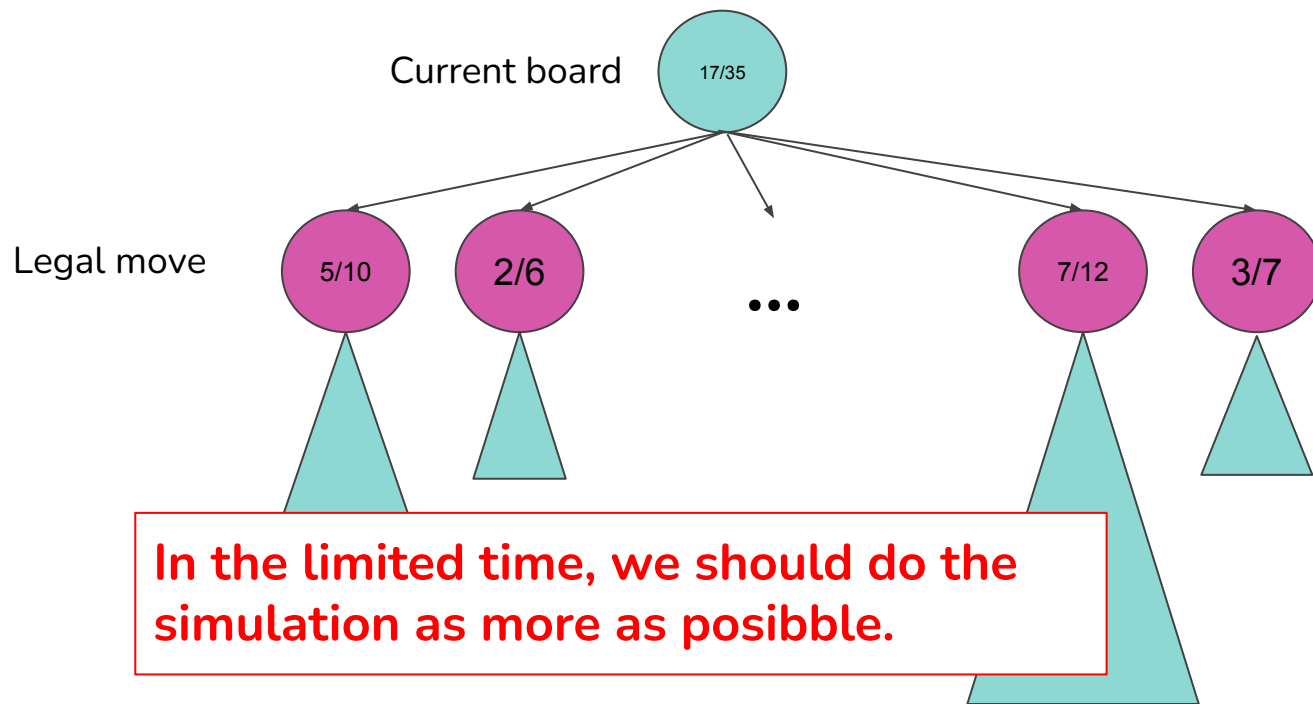 Current board
17/35
Legal move
5/10
2/6
...
7/12
3/7
In the limited time, we should do the
simulation as more as posibble.